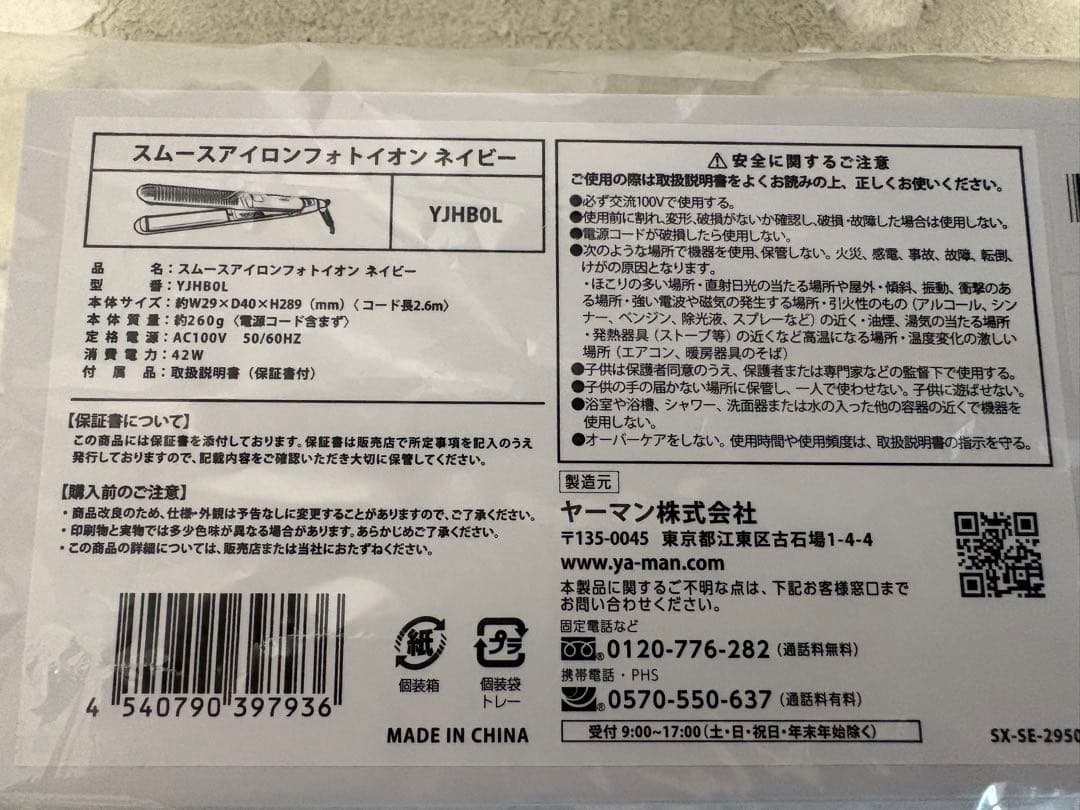 スムースアイロンフォトイオン ネイビー
YJHB0L
品 名：スムースアイロンフォトイオン ネイビー
型 番：YJHB0L
本体サイズ：約W29×D40×H289（mm）〈コード長2.6m〉
本体質量：約260g〈電源コード含まず〉
定格電源：AC100V 50/60HZ
消費電力：42W
付属品：取扱説明書（保証書付）
【保証書について】
この商品には保証書を添付しております。保証書は販売店で所定事項を記入のうえ
発行しておりますので、記載内容をご確認いただき大切に保管してください。
【購入前のご注意】
・商品改良のため、仕様・外観は予告なしに変更することがありますので、ご了承ください。
・印刷物と実物では多少色味が異なる場合があります。あらかじめご了承ください。
・この商品の詳細については、販売店または当社におたずねください。
4 540790 397936
紙
個装箱
プラ
個装袋
トレー
MADE IN CHINA
⚠安全に関するご注意
ご使用の際は取扱説明書をよくお読みの上、正しくお使いください。
●必ず交流100Vで使用する。
●使用前に割れ、変形、破損がないか確認し、破損・故障した場合は使用しない。
●電源コードが破損したら使用しない。
●次のような場所で機器を使用、保管しない。火災、感電、事故、故障、転倒、
けがの原因となります。
・ほこりの多い場所・直射日光の当たる場所や屋外・傾斜、振動、衝撃のあ
る場所・強い電波や磁気の発生する場所・引火性のもの（アルコール、シン
ナー、ベンジン、除光液、スプレーなど）の近く・油煙、湯気の当たる場所
・発熱器具（ストーブ等）の近くなど高温になる場所・温度変化の激しい
場所（エアコン、暖房器具のそば）
●子供は保護者同意のうえ、保護者または専門家などの監督下で使用する。
●子供の手の届かない場所に保管し、一人で使わせない。子供に遊ばせない。
●浴室や浴槽、シャワー、洗面器または水の入った他の容器の近くで機器を
使用しない。
●オーバーケアをしない。使用時間や使用頻度は、取扱説明書の指示を守る。
製造元
ヤーマン株式会社
〒135-0045 東京都江東区古石場1-4-4
www.ya-man.com
本製品に関するご不明な点は、下記お客様窓口まで
お問い合わせください。
固定電話など
0120-776-282（通話料無料）
携帯電話・PHS
0570-550-637（通話料有料）
受付 9:00~17:00（土・日・祝日・年末年始除く）
SX-SE-2950